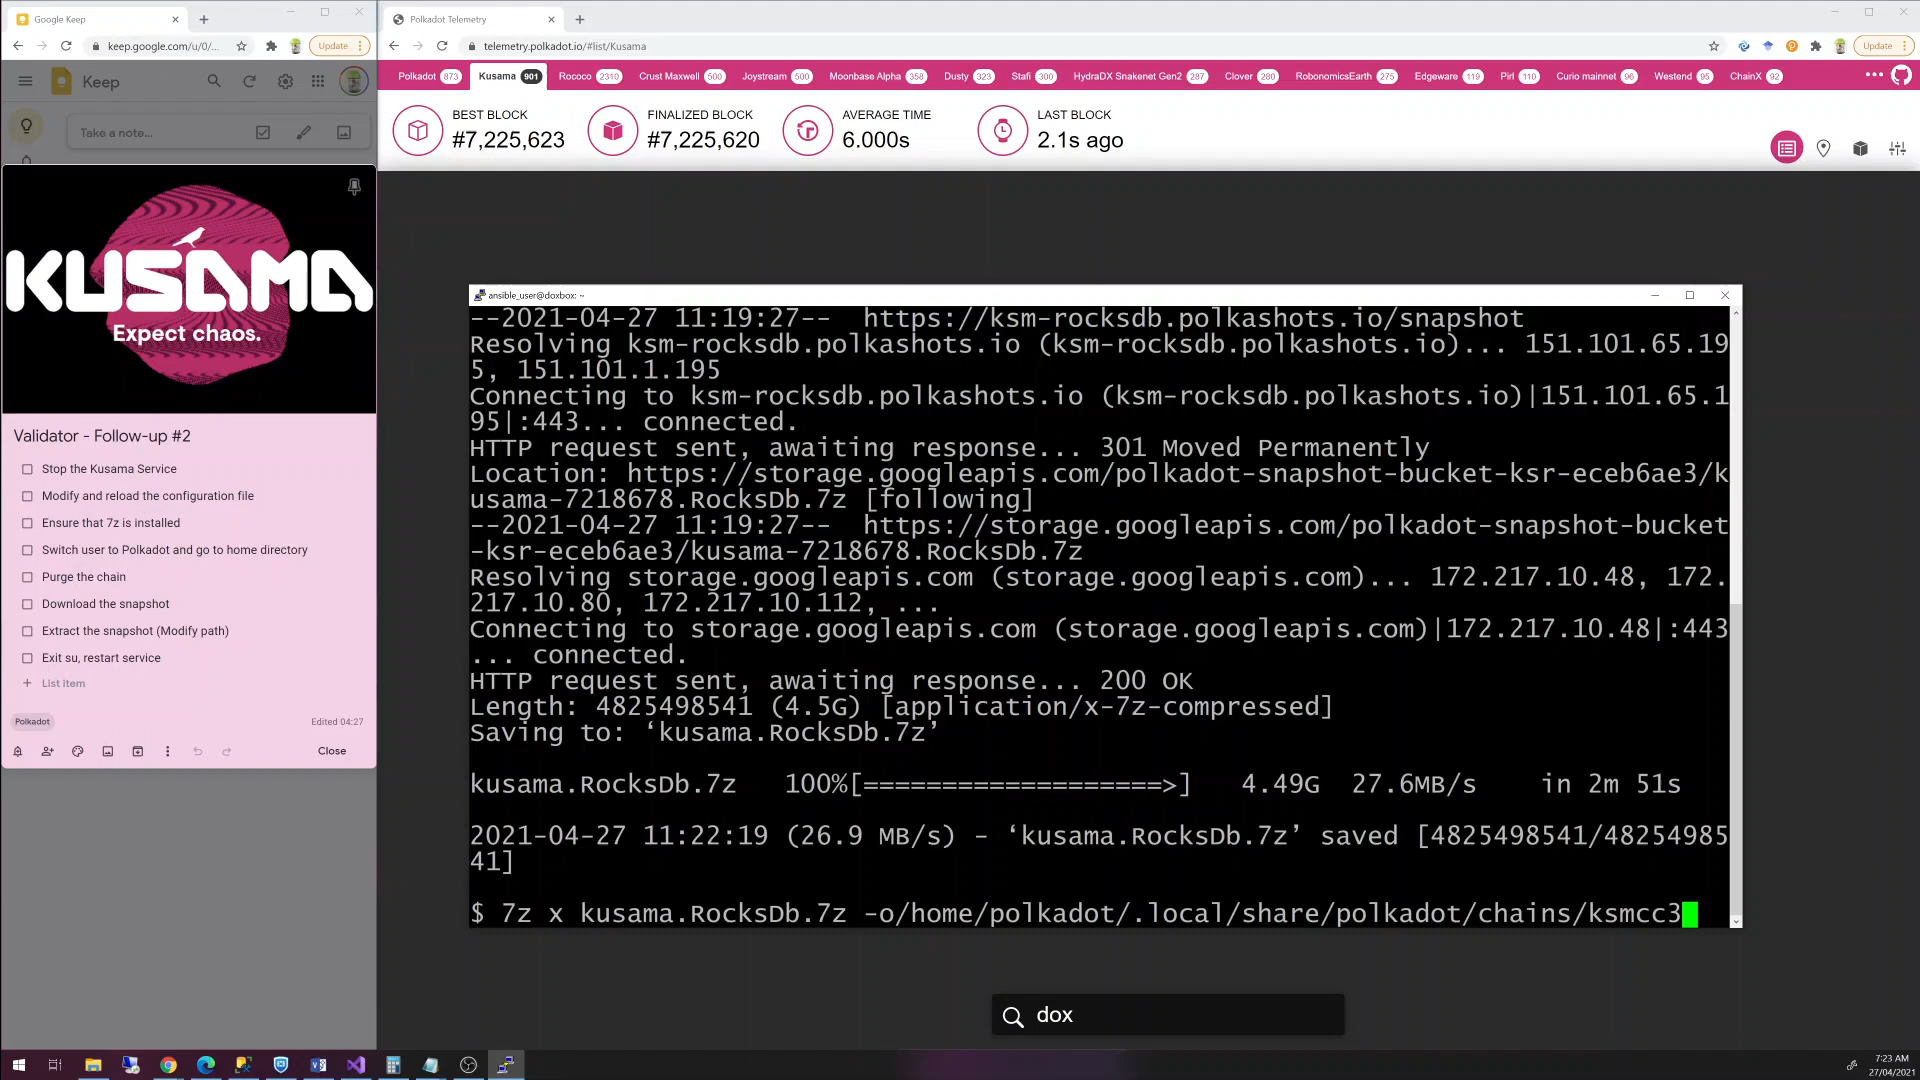 Google Keep
Polkadot Telemetry
keep.google.com/u/0/...
Update
telemetry.polkadot.io/#list/Kusama
Update
Polkadot 873
Kusama 901
Rococo 2310
Crust Maxwell 500
Joystream 500
Moonbase Alpha 358
Dusty 323
Stafi 300
HydraDX Snakenet Gen2 287
Clover 280
RobonomicsEarth 275
Edgeware 119
Pirl 110
Curio mainnet 96
Westend 95
ChainX 92
Keep
Take a note...
BEST BLOCK
#7,225,623
FINALIZED BLOCK
#7,225,620
AVERAGE TIME
6.000s
LAST BLOCK
2.1s ago
KUSAMA
Expect chaos.
Validator - Follow-up #2
Stop the Kusama Service
Modify and reload the configuration file
Ensure that 7z is installed
Switch user to Polkadot and go to home directory
Purge the chain
Download the snapshot
Extract the snapshot (Modify path)
Exit su, restart service
+ List item
Polkadot
Edited 04:27
Close
ansible_user@doxbox: ~
--2021-04-27 11:19:27--  https://ksm-rocksdb.polkashots.io/snapshot
Resolving ksm-rocksdb.polkashots.io (ksm-rocksdb.polkashots.io)... 151.101.65.19
5, 151.101.1.195
Connecting to ksm-rocksdb.polkashots.io (ksm-rocksdb.polkashots.io)|151.101.65.1
95|:443... connected.
HTTP request sent, awaiting response... 301 Moved Permanently
Location: https://storage.googleapis.com/polkadot-snapshot-bucket-ksr-eceb6ae3/k
usama-7218678.RocksDb.7z [following]
--2021-04-27 11:19:27--  https://storage.googleapis.com/polkadot-snapshot-bucket
-ksr-eceb6ae3/kusama-7218678.RocksDb.7z
Resolving storage.googleapis.com (storage.googleapis.com)... 172.217.10.48, 172.
217.10.80, 172.217.10.112, ...
Connecting to storage.googleapis.com (storage.googleapis.com)|172.217.10.48|:443
... connected.
HTTP request sent, awaiting response... 200 OK
Length: 4825498541 (4.5G) [application/x-7z-compressed]
Saving to: ‘kusama.RocksDb.7z’
kusama.RocksDb.7z   100%[===================>]   4.49G  27.6MB/s    in 2m 51s
2021-04-27 11:22:19 (26.9 MB/s) - ‘kusama.RocksDb.7z’ saved [4825498541/48254985
41]
$ 7z x kusama.RocksDb.7z -o/home/polkadot/.local/share/polkadot/chains/ksmcc3
dox
7:23 AM
27/04/2021